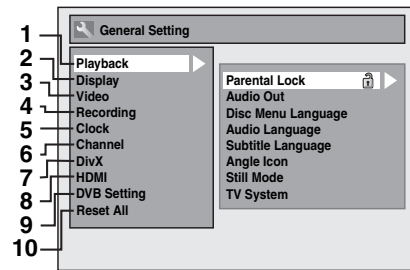 General Setting
1 Playback
2 Display
3 Video
4 Recording
5 Clock
6 Channel
7 DivX
8 HDMI
9 DVB Setting
10 Reset All
Parental Lock
Audio Out
Disc Menu Language
Audio Language
Subtitle Language
Angle Icon
Still Mode
TV System